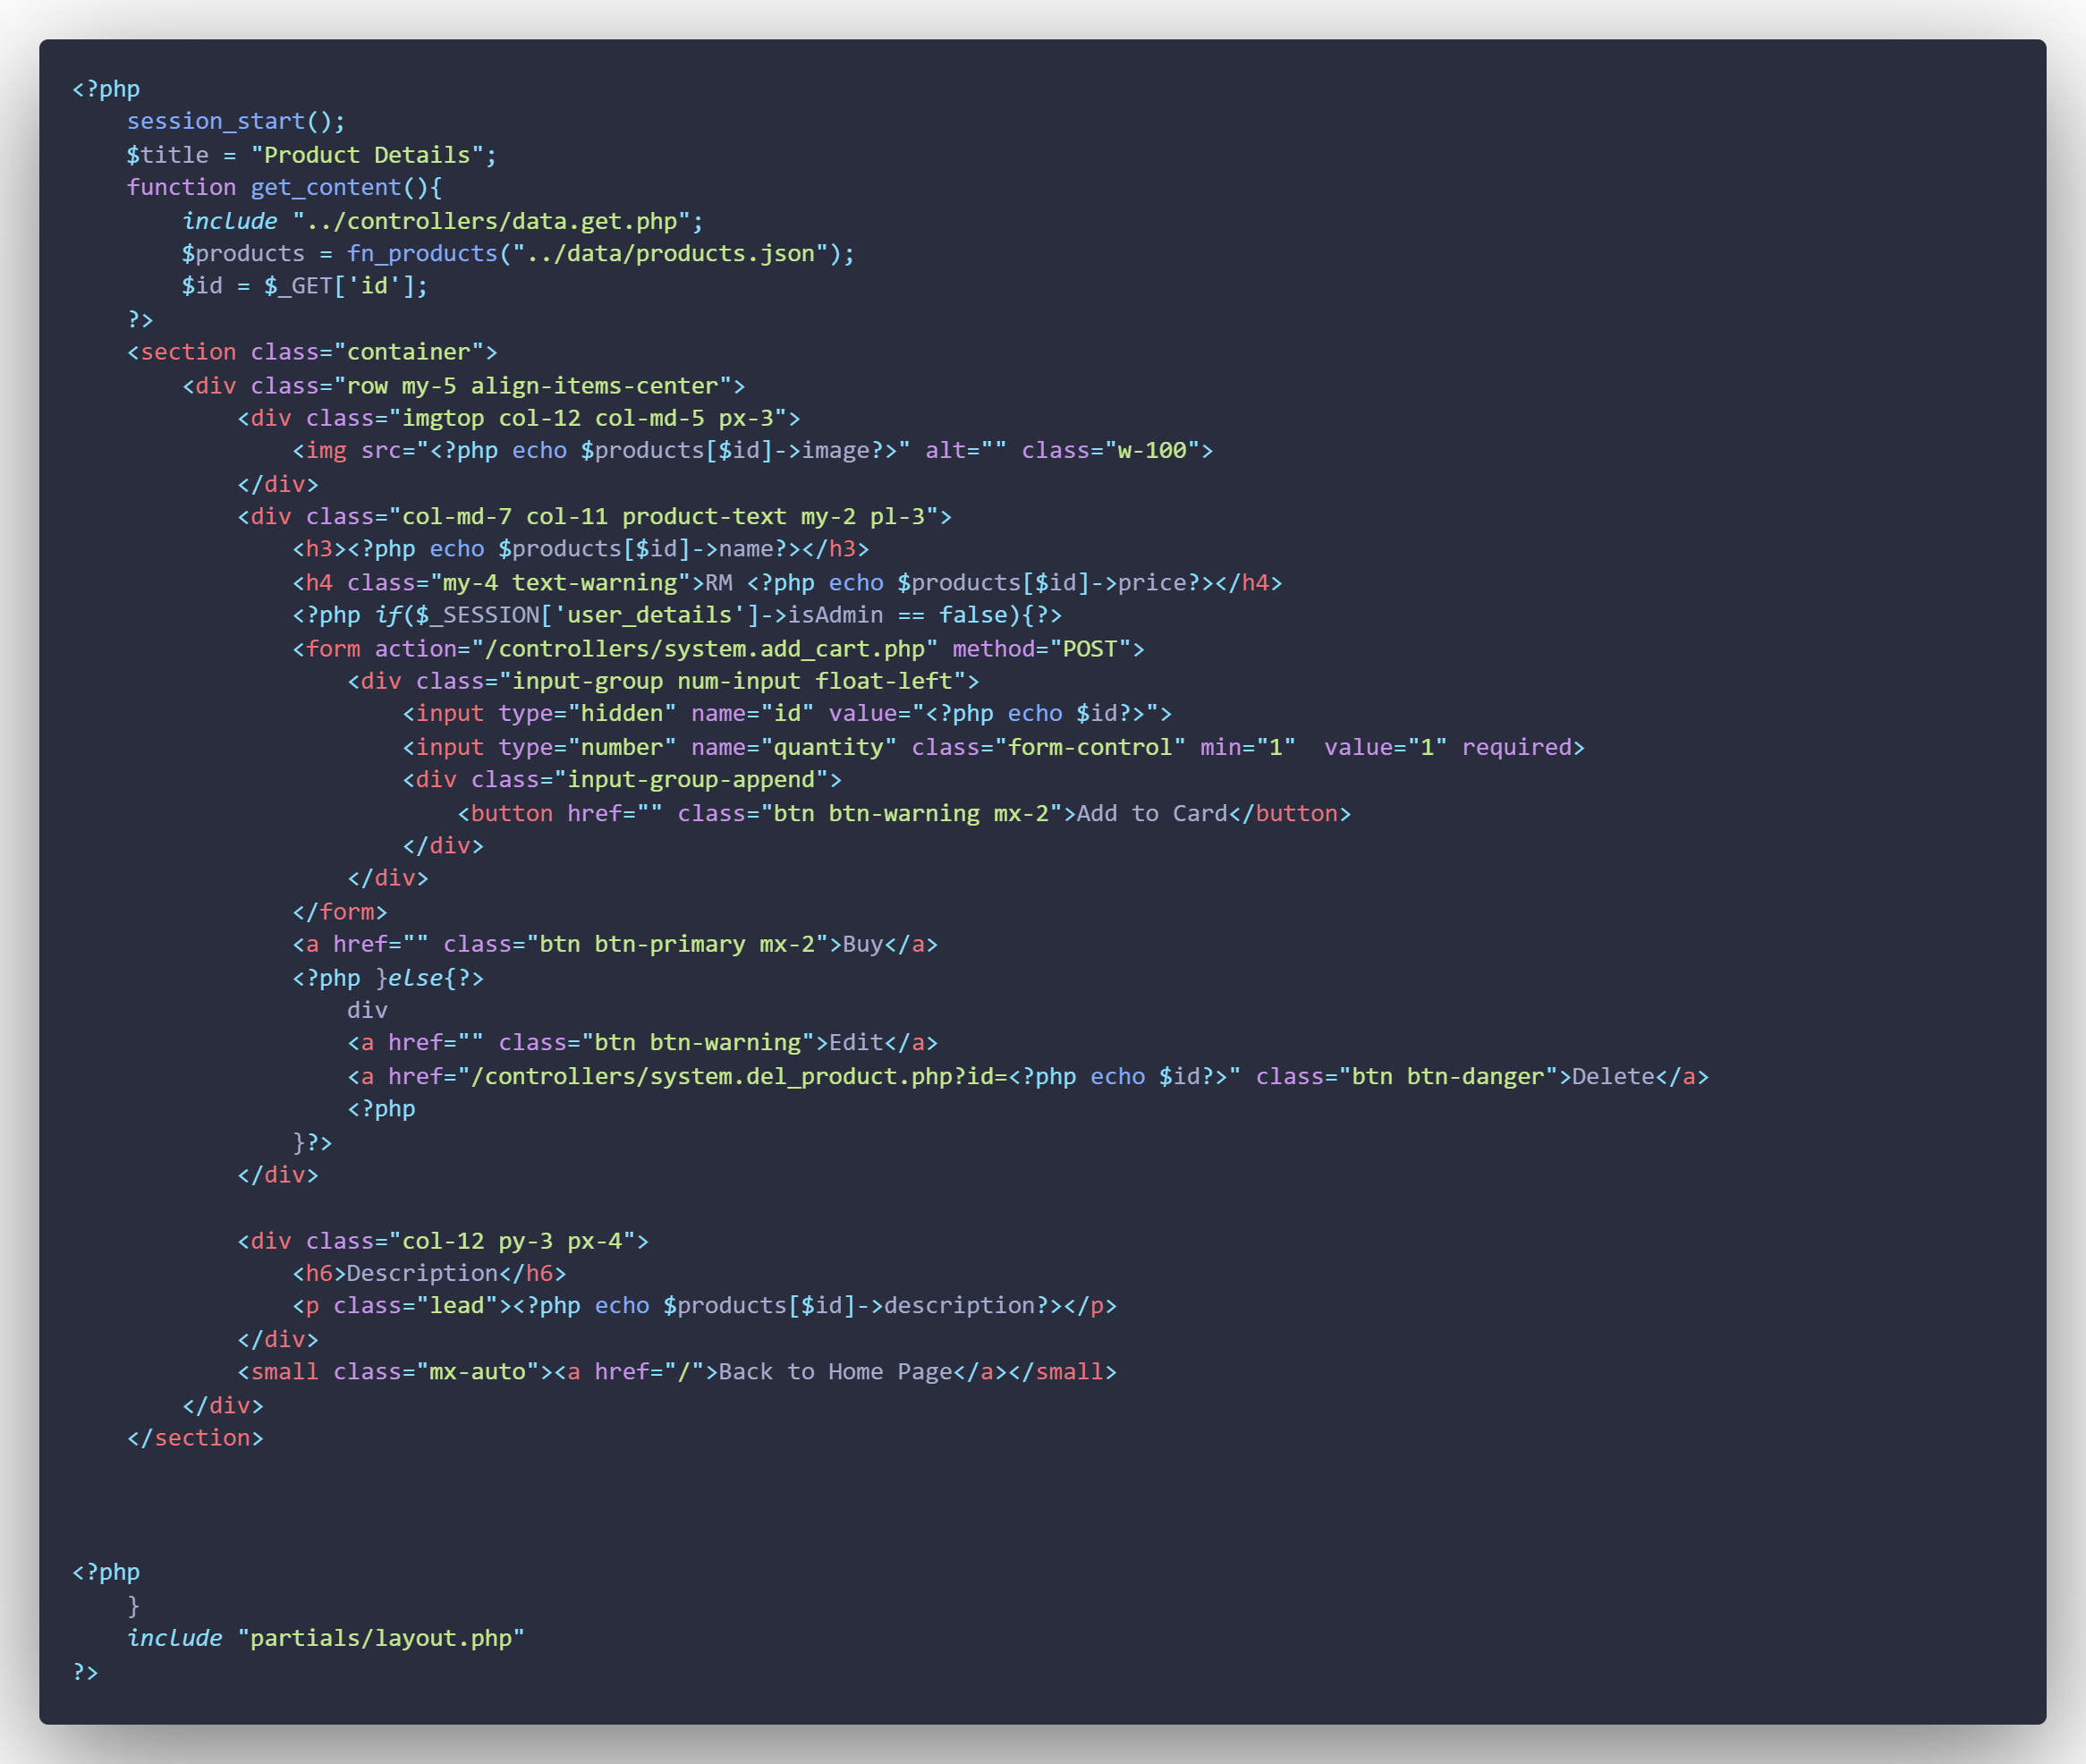 <?php
    session_start();
    $title = "Product Details";
    function get_content(){
        include "../controllers/data.get.php";
        $products = fn_products("../data/products.json");
        $id = $_GET['id'];
    ?>
    <section class="container">
        <div class="row my-5 align-items-center">
            <div class="imgtop col-12 col-md-5 px-3">
                <img src="<?php echo $products[$id]->image?>" alt="" class="w-100">
            </div>
            <div class="col-md-7 col-11 product-text my-2 pl-3">
                <h3><?php echo $products[$id]->name?></h3>
                <h4 class="my-4 text-warning">RM <?php echo $products[$id]->price?></h4>
                <?php if($_SESSION['user_details']->isAdmin == false){?>
                <form action="/controllers/system.add_cart.php" method="POST">
                    <div class="input-group num-input float-left">
                        <input type="hidden" name="id" value="<?php echo $id?>">
                        <input type="number" name="quantity" class="form-control" min="1"  value="1" required>
                        <div class="input-group-append">
                            <button href="" class="btn btn-warning mx-2">Add to Card</button>
                        </div>
                    </div>
                </form>
                <a href="" class="btn btn-primary mx-2">Buy</a>
                <?php }else{?>
                    div
                    <a href="" class="btn btn-warning">Edit</a>
                    <a href="/controllers/system.del_product.php?id=<?php echo $id?>" class="btn btn-danger">Delete</a>
                    <?php
                }?>
            </div>

            <div class="col-12 py-3 px-4">
                <h6>Description</h6>
                <p class="lead"><?php echo $products[$id]->description?></p>
            </div>
            <small class="mx-auto"><a href="/">Back to Home Page</a></small>
        </div>
    </section>

<?php
    }
    include "partials/layout.php"
?>